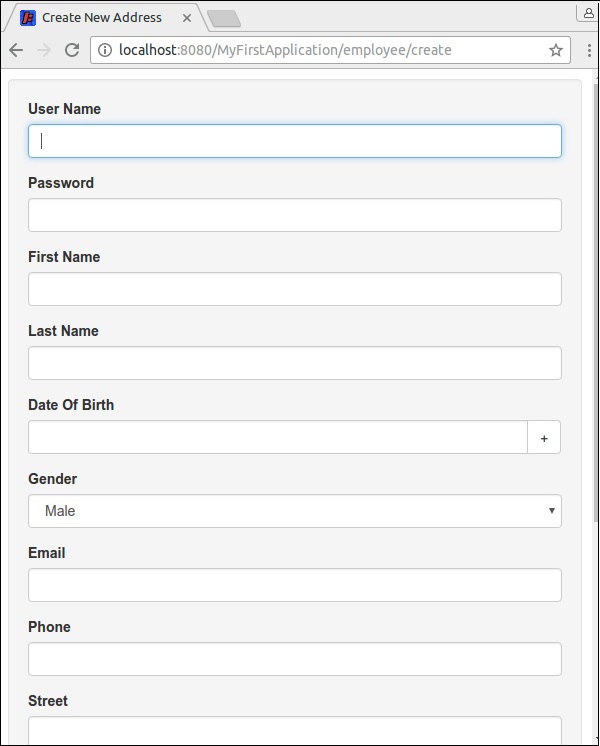 Create New Address
localhost:8080/MyFirstApplication/employee/create
User Name
Password
First Name
Last Name
Date Of Birth
+
Gender
Male
Email
Phone
Street